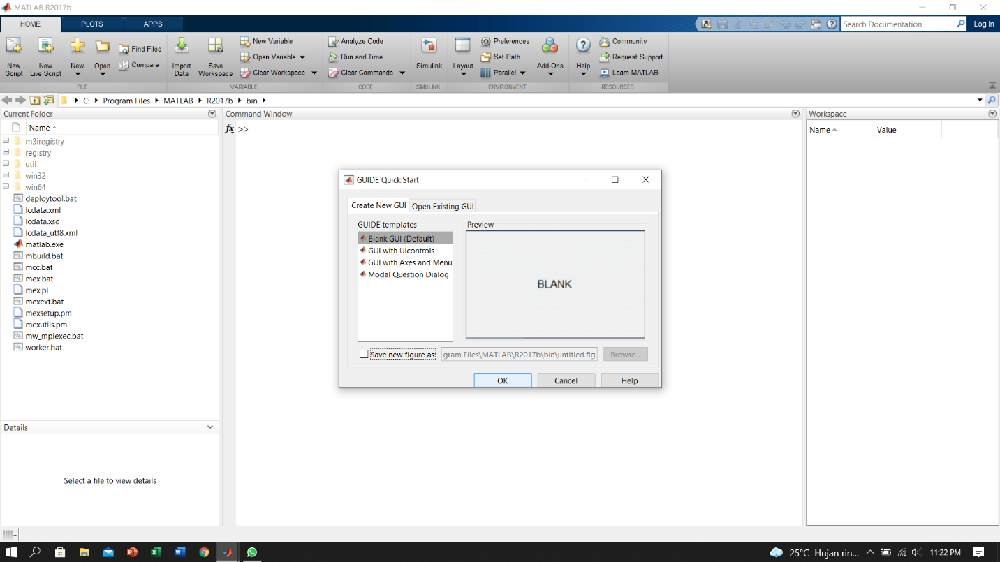 MATLAB R2017b
HOME PLOTS APPS
Search Documentation
Log In
New Script
New Live Script
New
Open
Find Files
Compare
FILE
Import Data
Save Workspace
New Variable
Open Variable
Clear Workspace
VARIABLE
Analyze Code
Run and Time
Clear Commands
CODE
Simulink
SIMULINK
Layout
Preferences
Set Path
Parallel
Add-Ons
ENVIRONMENT
Help
Community
Request Support
Learn MATLAB
RESOURCES
C: Program Files MATLAB R2017b bin
Current Folder
Name
m3iregistry
registry
util
win32
win64
deploytool.bat
lcdata.xml
lcdata.xsd
lcdata_utf8.xml
matlab.exe
mbuild.bat
mcc.bat
mex.bat
mex.pl
mexext.bat
mexsetup.pm
mexutils.pm
mw_mpiexec.bat
worker.bat
Details
Select a file to view details
Command Window
fx >>
GUIDE Quick Start
Create New GUI Open Existing GUI
GUIDE templates
Blank GUI (Default)
GUI with Uicontrols
GUI with Axes and Menu
Modal Question Dialog
Preview
BLANK
Save new figure as: gram Files\MATLAB\R2017b\bin\untitled.fig Browse...
OK Cancel Help
Workspace
Name Value
25°C Hujan rin... 11:22 PM